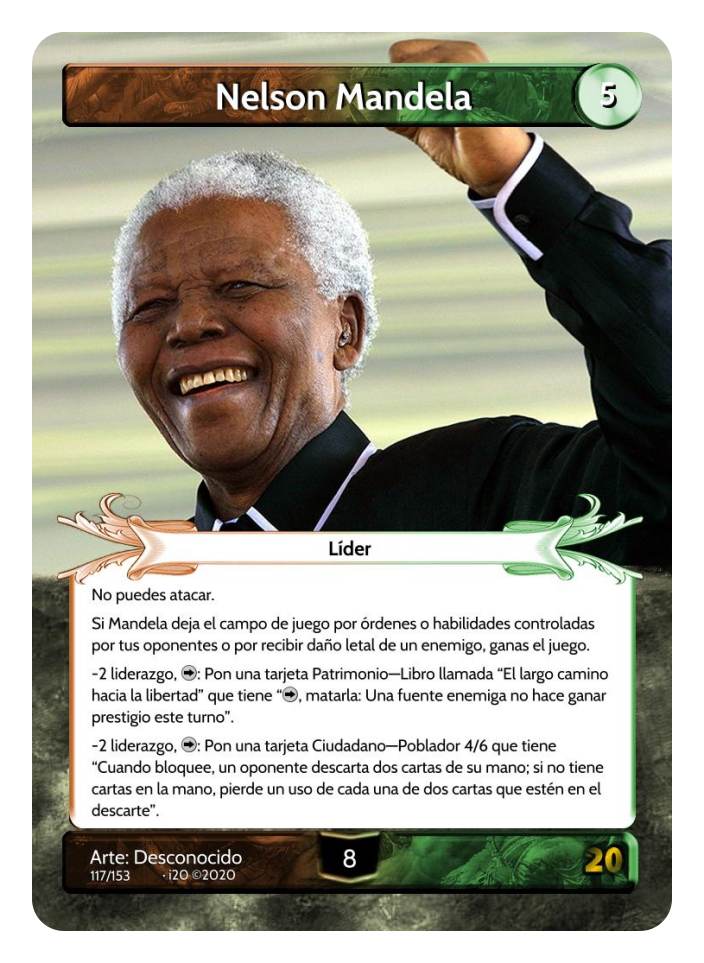 Nelson Mandela
5
Líder
No puedes atacar.
Si Mandela deja el campo de juego por órdenes o habilidades controladas
por tus oponentes o por recibir daño letal de un enemigo, ganas el juego.
-2 liderazgo, ➡: Pon una tarjeta Patrimonio—Libro llamada “El largo camino
hacia la libertad” que tiene “➡, matarla: Una fuente enemiga no hace ganar
prestigio este turno”.
-2 liderazgo, ➡: Pon una tarjeta Ciudadano—Poblador 4/6 que tiene
“Cuando bloquee, un oponente descarta dos cartas de su mano; si no tiene
cartas en la mano, pierde un uso de cada una de dos cartas que estén en el
descarte”.
Arte: Desconocido
8
20
117/153 · i20 ©2020